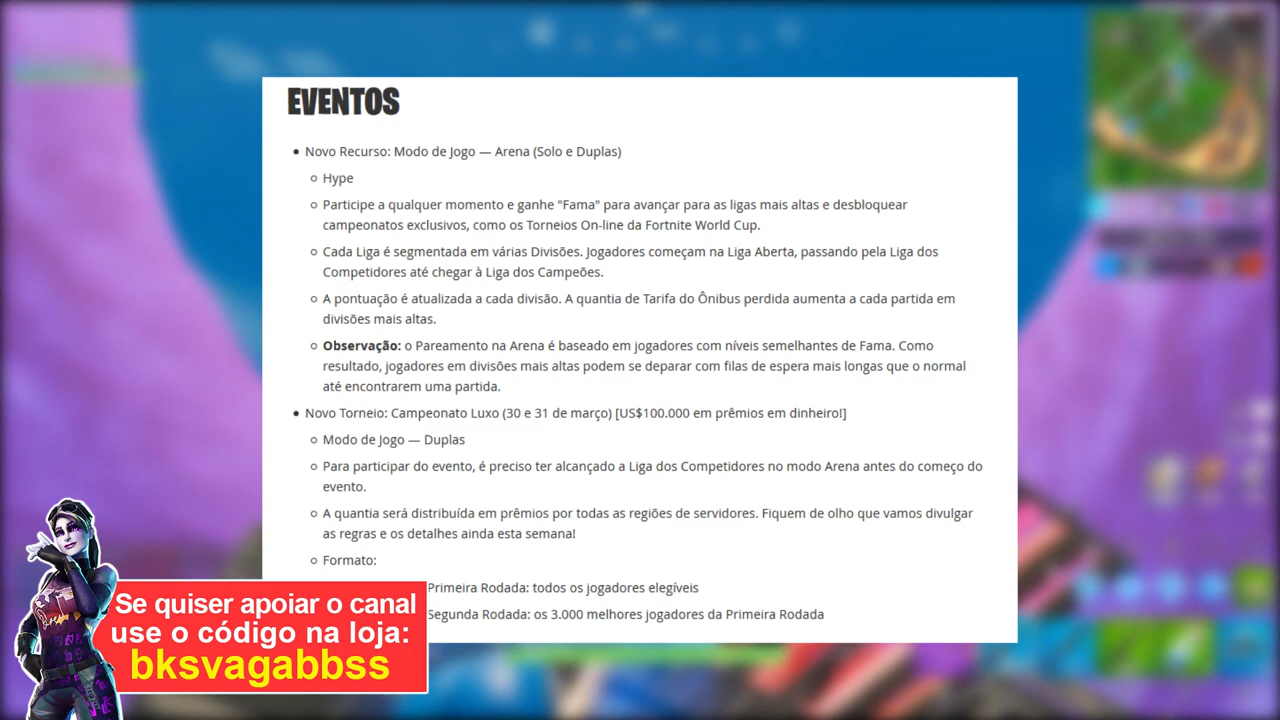 EVENTOS
• Novo Recurso: Modo de Jogo — Arena (Solo e Duplas)
○ Hype
○ Participe a qualquer momento e ganhe "Fama" para avançar para as ligas mais altas e desbloquear
campeonatos exclusivos, como os Torneios On-line da Fortnite World Cup.
○ Cada Liga é segmentada em várias Divisões. Jogadores começam na Liga Aberta, passando pela Liga dos
Competidores até chegar à Liga dos Campeões.
○ A pontuação é atualizada a cada divisão. A quantia de Tarifa do Ônibus perdida aumenta a cada partida em
divisões mais altas.
○ Observação: o Pareamento na Arena é baseado em jogadores com níveis semelhantes de Fama. Como
resultado, jogadores em divisões mais altas podem se deparar com filas de espera mais longas que o normal
até encontrarem uma partida.
• Novo Torneio: Campeonato Luxo (30 e 31 de março) [US$100.000 em prêmios em dinheiro!]
○ Modo de Jogo — Duplas
○ Para participar do evento, é preciso ter alcançado a Liga dos Competidores no modo Arena antes do começo do
evento.
○ A quantia será distribuída em prêmios por todas as regiões de servidores. Fiquem de olho que vamos divulgar
as regras e os detalhes ainda esta semana!
○ Formato:
Primeira Rodada: todos os jogadores elegíveis
Segunda Rodada: os 3.000 melhores jogadores da Primeira Rodada
Se quiser apoiar o canal
use o código na loja:
bksvagabbss